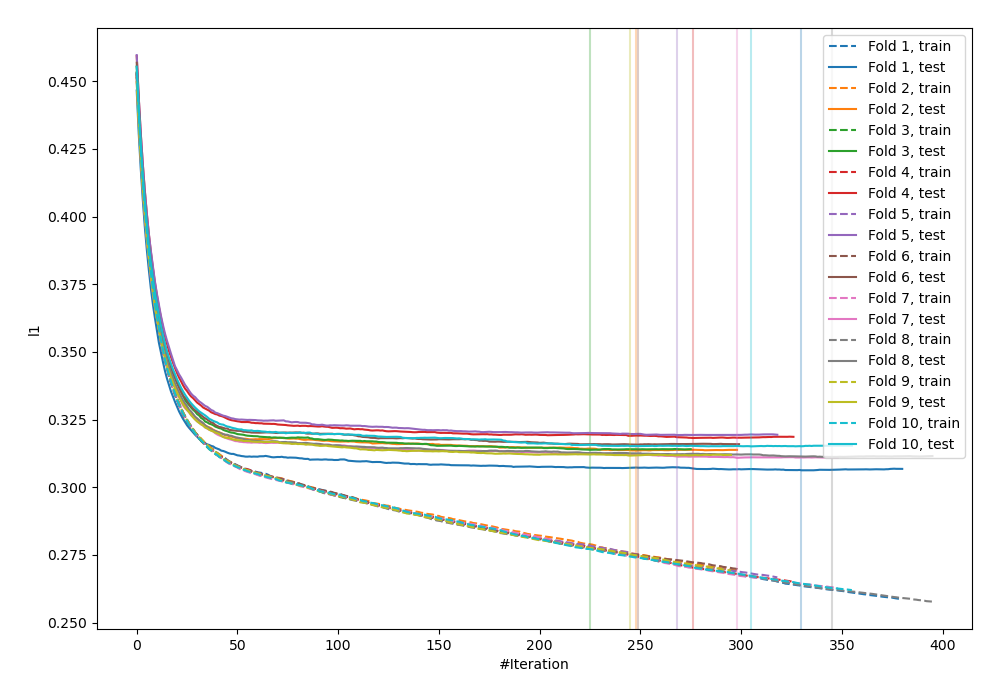 0.450
0.425
0.400
0.375
0.350
0.325
0.300
0.275
0.250
l1
0
50
100
150
200
250
300
350
400
#Iteration
Fold 1, train
Fold 1, test
Fold 2, train
Fold 2, test
Fold 3, train
Fold 3, test
Fold 4, train
Fold 4, test
Fold 5, train
Fold 5, test
Fold 6, train
Fold 6, test
Fold 7, train
Fold 7, test
Fold 8, train
Fold 8, test
Fold 9, train
Fold 9, test
Fold 10, train
Fold 10, test